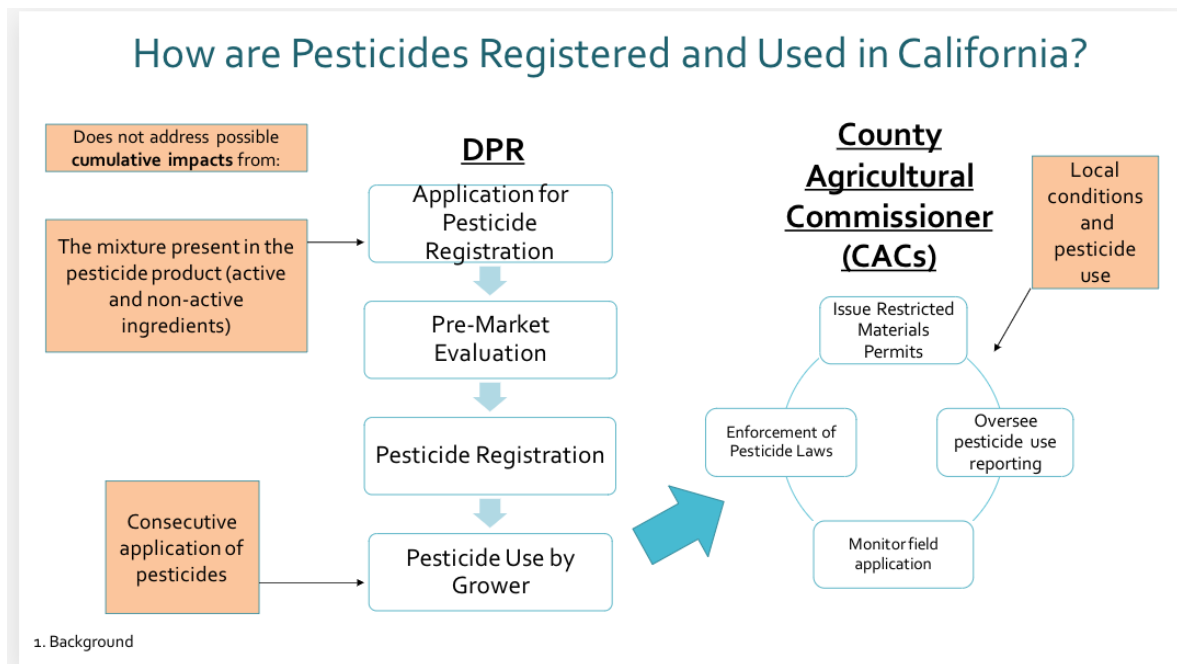 How are Pesticides Registered and Used in California?
Does not address possible
cumulative impacts from:
The mixture present in the
pesticide product (active
and non-active
ingredients)
Consecutive
application of
pesticides
DPR
Application for
Pesticide
Registration
Pre-Market
Evaluation
Pesticide Registration
Pesticide Use by
Grower
County
Agricultural
Commissioner
(CACs)
Issue Restricted
Materials
Permits
Oversee
pesticide use
reporting
Monitor field
application
Enforcement of
Pesticide Laws
Local
conditions
and
pesticide
use
1. Background